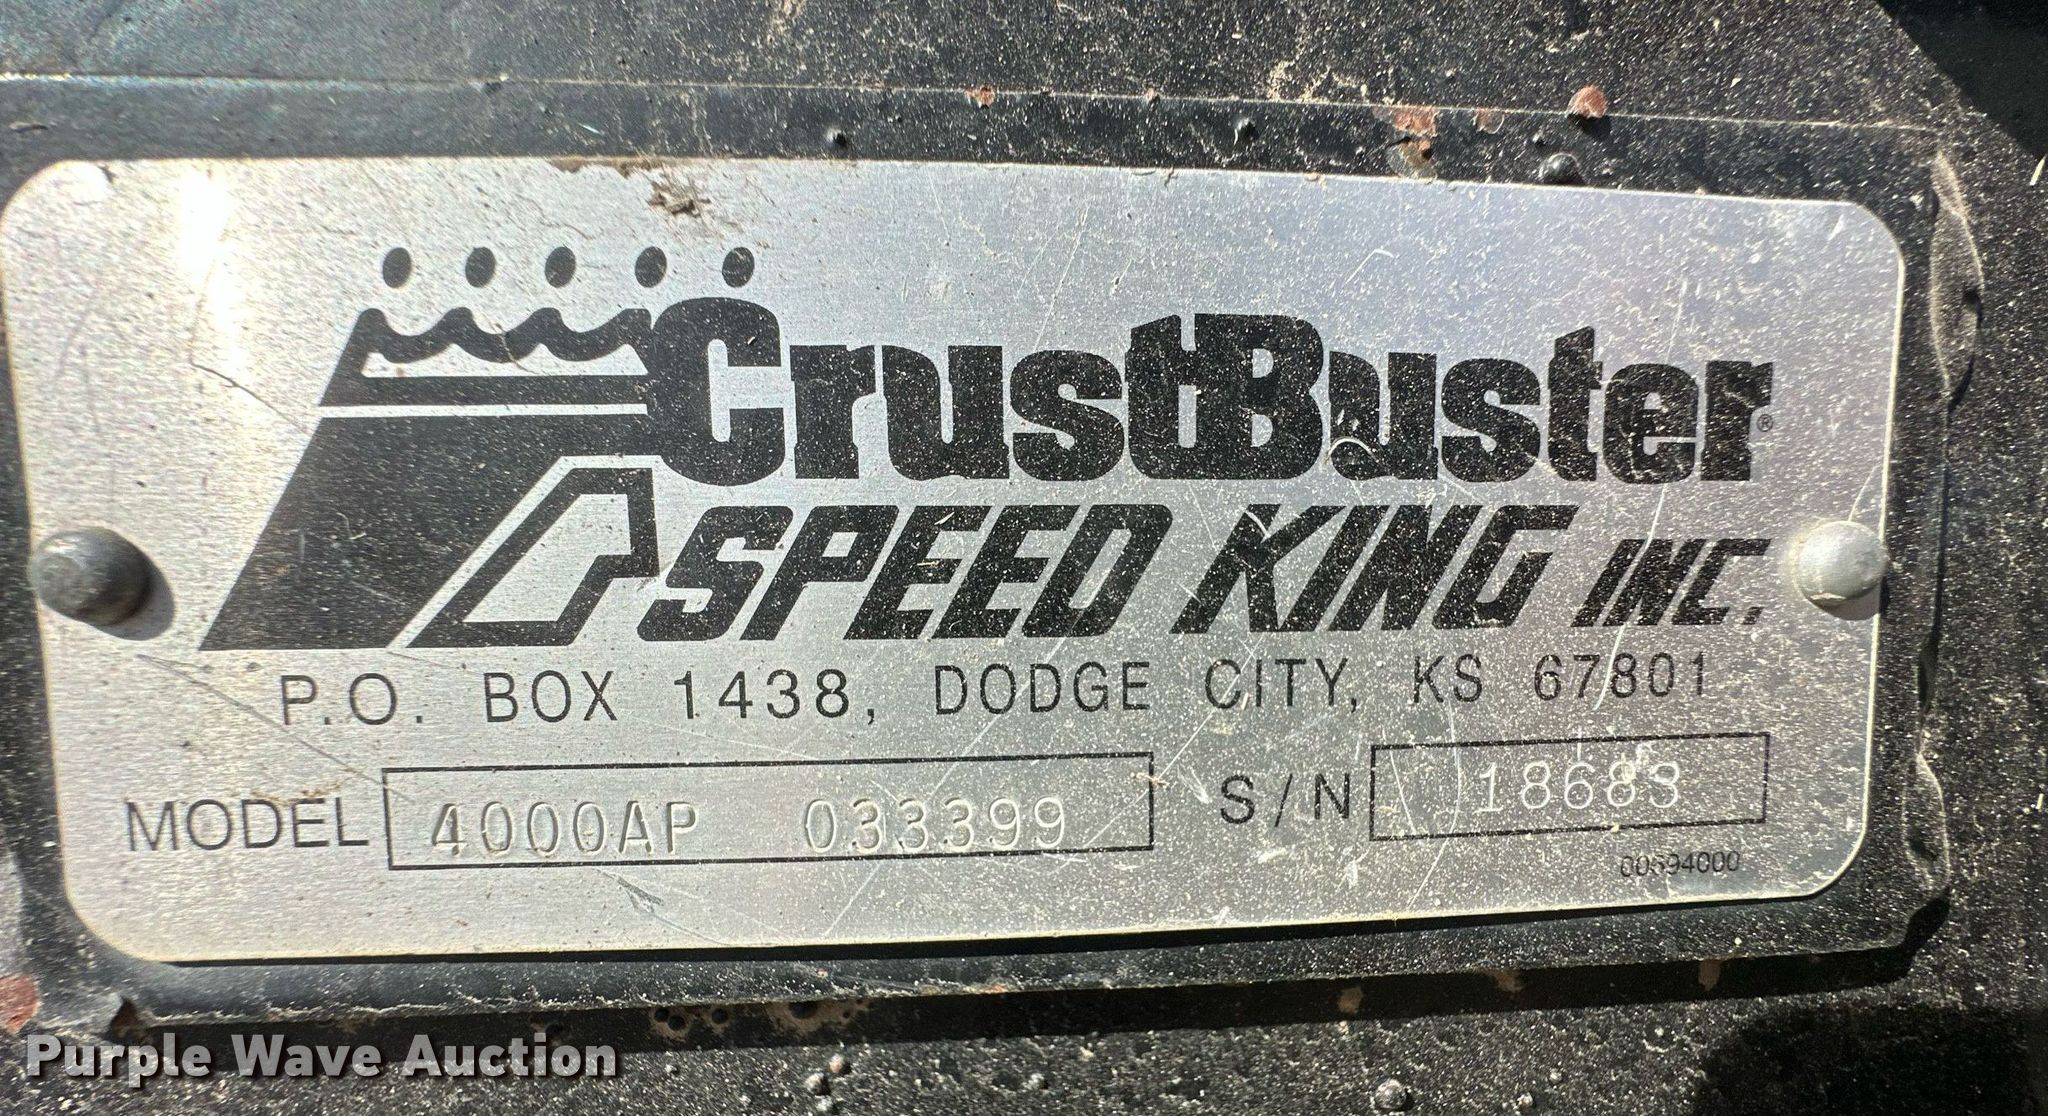 CrustBuster®
SPEED KING INC.
P.O. BOX 1438, DODGE CITY, KS 67801
MODEL 4000AP 033399 S/N 18683
00694000
Purple Wave Auction